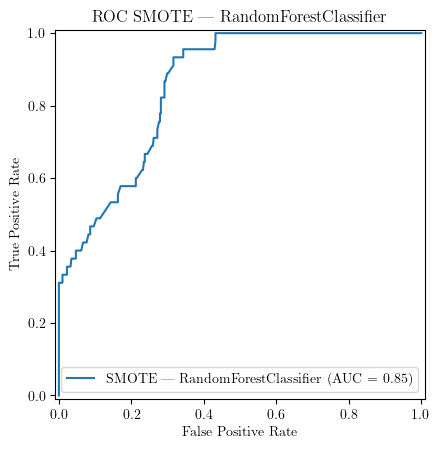 ROC SMOTE — RandomForestClassifier
1.0
0.8
0.6
0.4
0.2
0.0
True Positive Rate
SMOTE — RandomForestClassifier (AUC = 0.85)
0.0 0.2 0.4 0.6 0.8 1.0
False Positive Rate